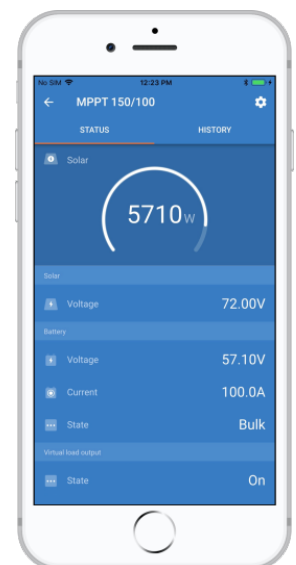 No SIM 12:23 PM
MPPT 150/100
STATUS HISTORY
Solar
5710W
Solar
Voltage 72.00V
Battery
Voltage 57.10V
Current 100.0A
State Bulk
Virtual load output
State On